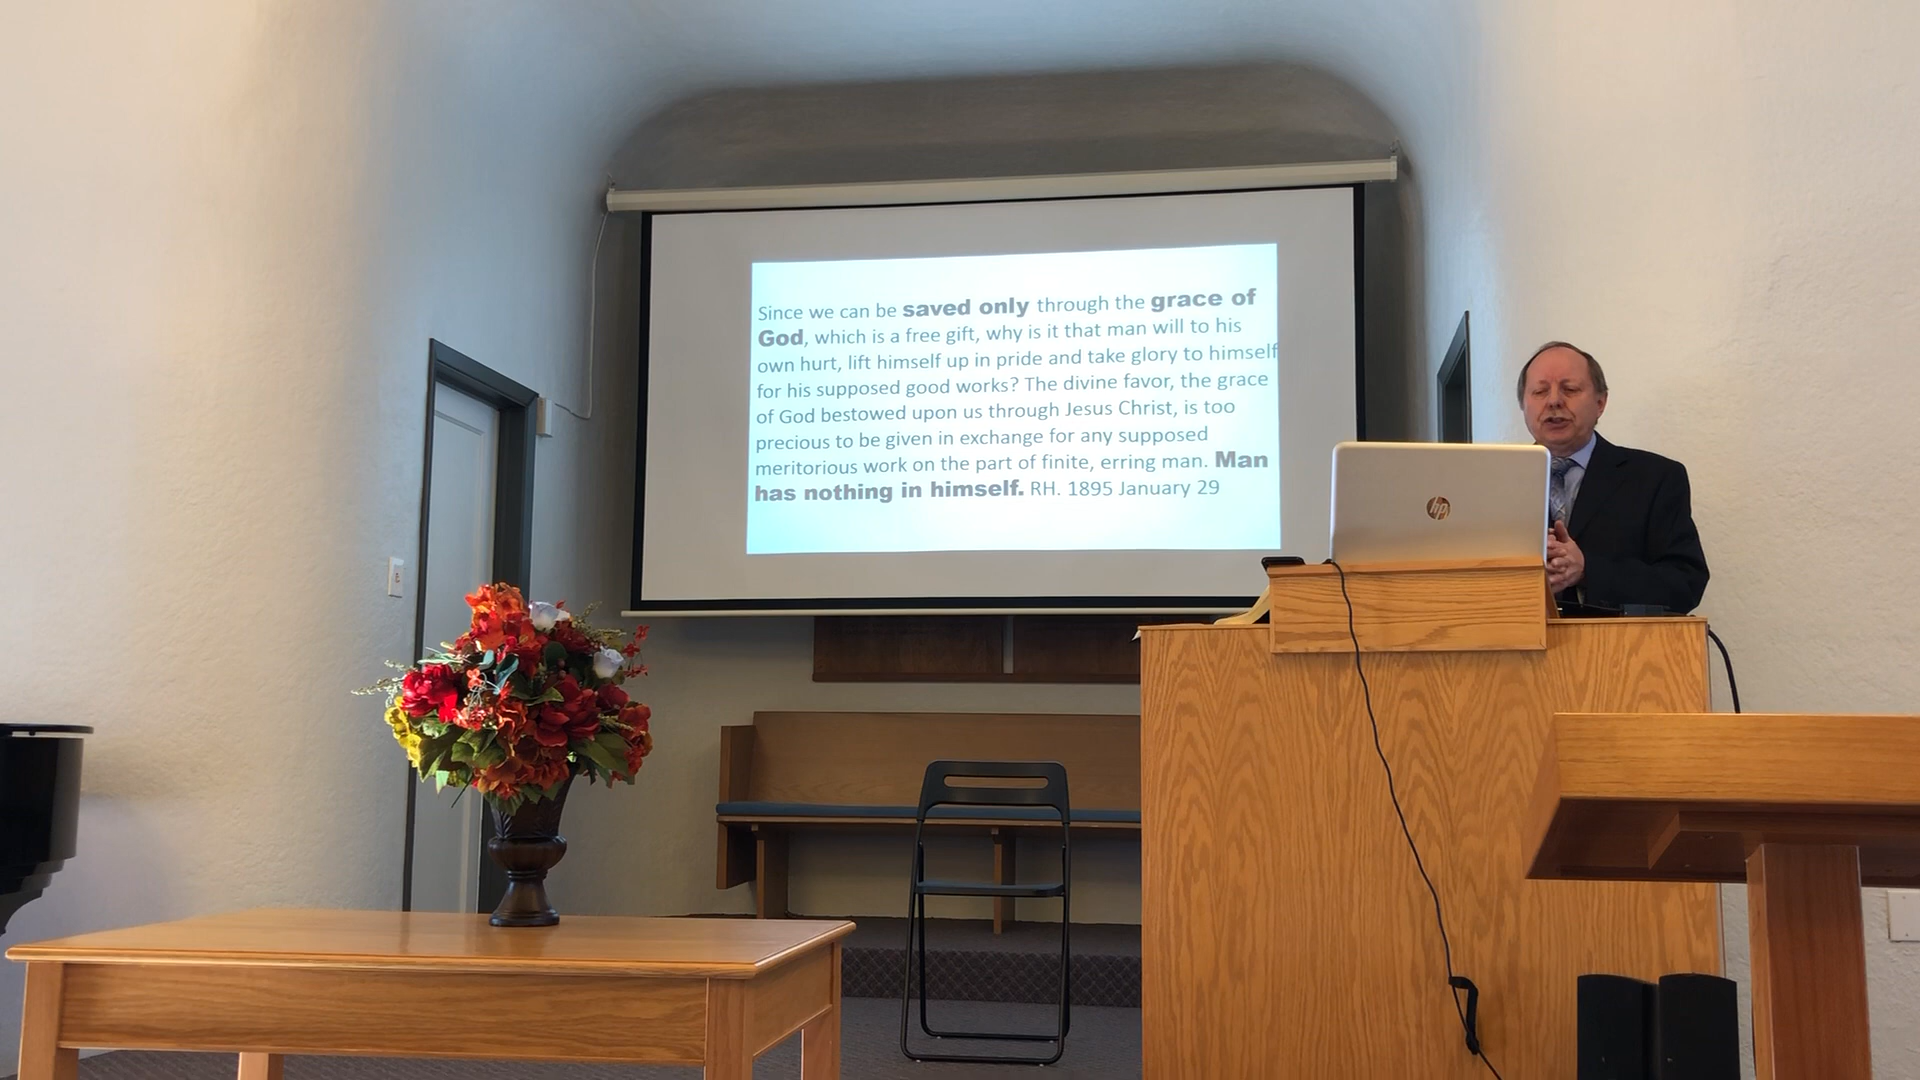 Since we can be saved only through the grace of
God, which is a free gift, why is it that man will to his
own hurt, lift himself up in pride and take glory to himself
for his supposed good works? The divine favor, the grace
of God bestowed upon us through Jesus Christ, is too
precious to be given in exchange for any supposed
meritorious work on the part of finite, erring man. Man
has nothing in himself. RH. 1895 January 29
hp